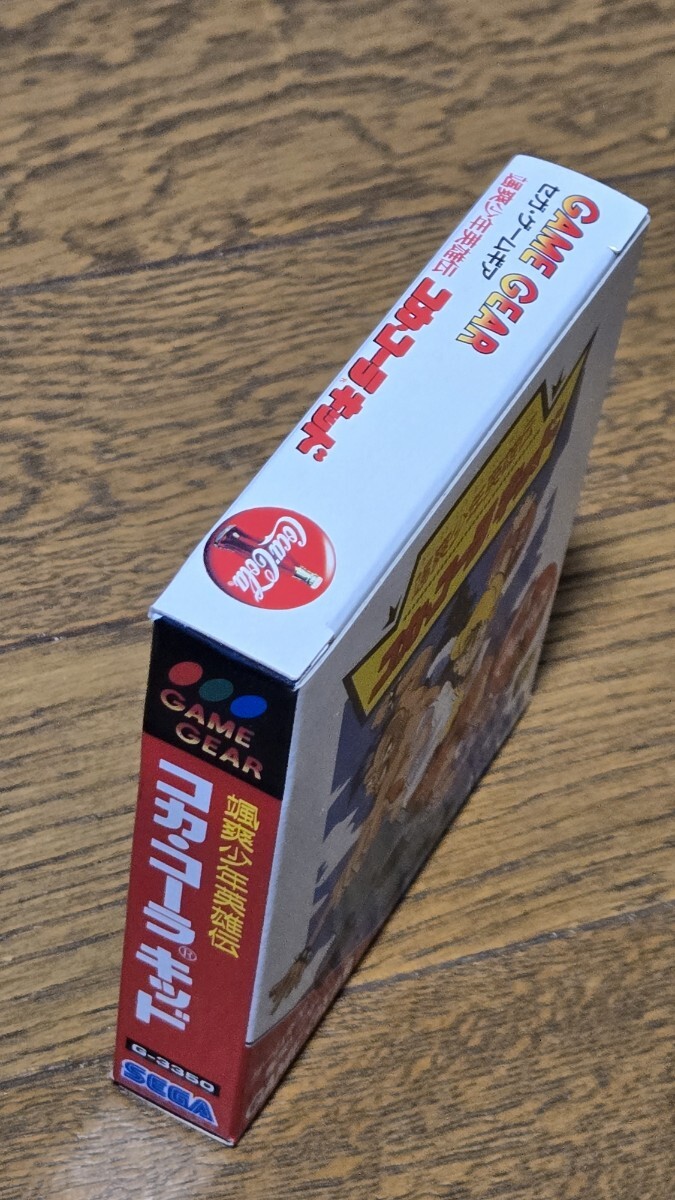 GAME GEAR
セガ・ゲームギア
颯爽少年英雄伝
コカ・コーラキッド
Coca-Cola
GAME
GEAR
颯爽少年英雄伝
コカ・コーラ®キッド
G-3350
SEGA